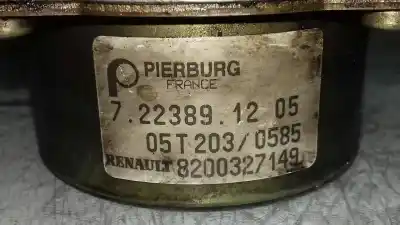 PIERBURG
FRANCE
7.22389.12 05
05T203/0585
RENAULT 8200327149